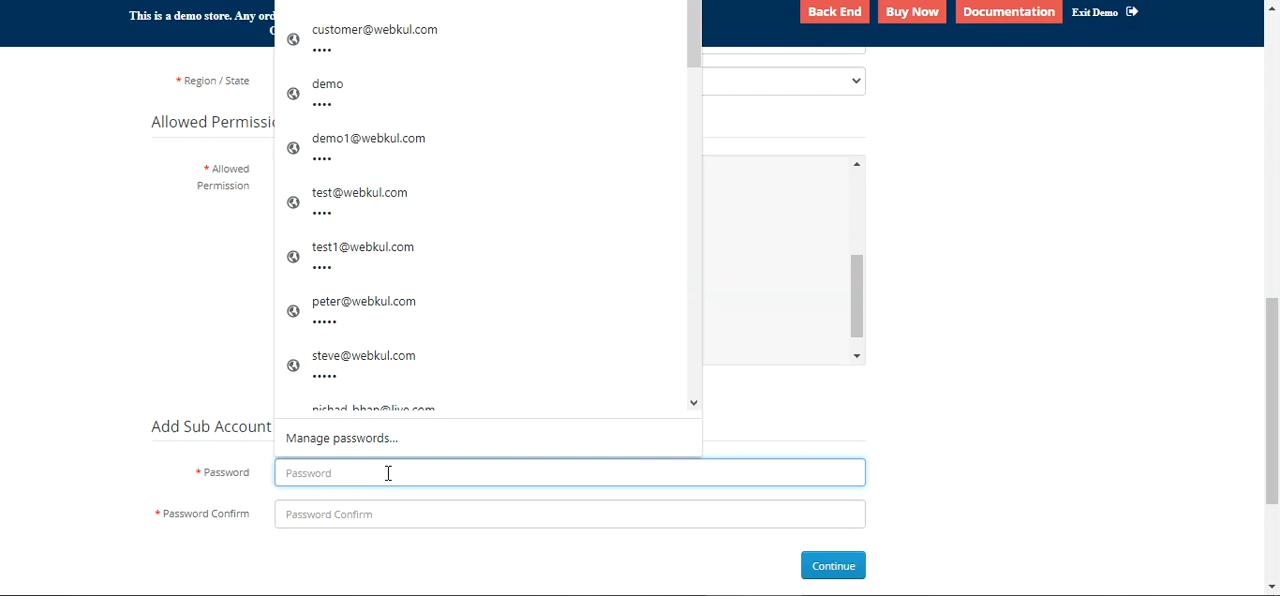 This is a demo store. Any ord
Back End
Buy Now
Documentation
Exit Demo
customer@webkul.com
••••
* Region / State
demo
••••
Allowed Permissio
demo1@webkul.com
••••
* Allowed
Permission
test@webkul.com
••••
test1@webkul.com
••••
peter@webkul.com
•••••
steve@webkul.com
•••••
Add Sub Account
Manage passwords...
* Password
Password
* Password Confirm
Password Confirm
Continue